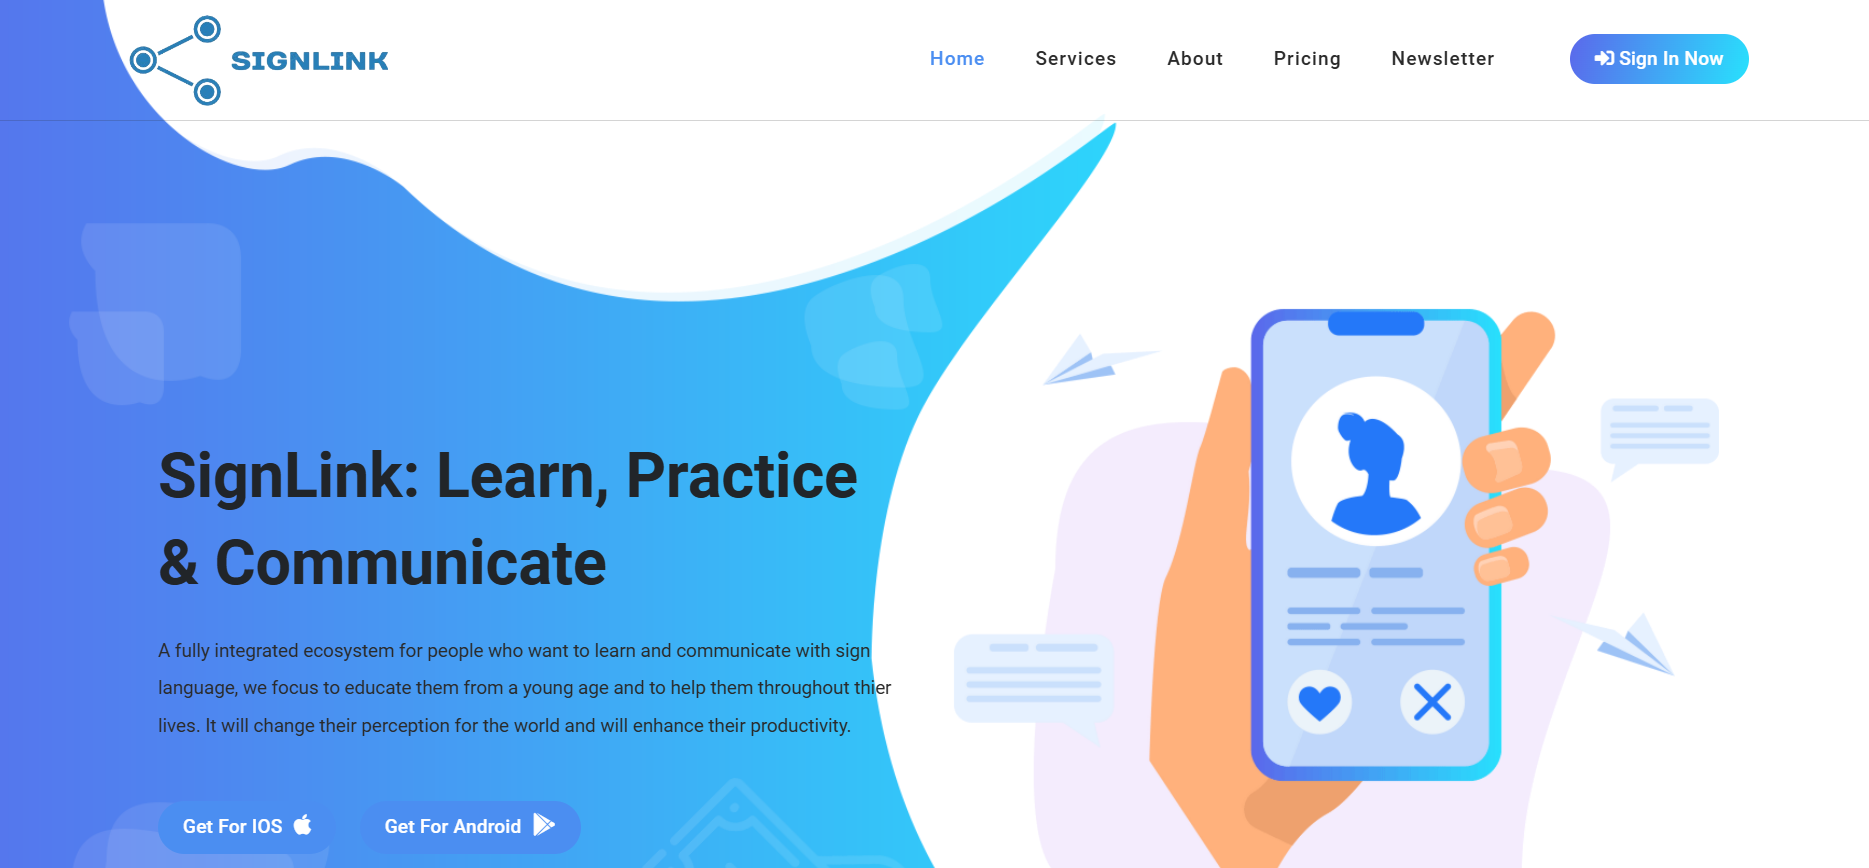 SIGNLINK
Home
Services
About
Pricing
Newsletter
Sign In Now
SignLink: Learn, Practice
& Communicate
A fully integrated ecosystem for people who want to learn and communicate with sign
language, we focus to educate them from a young age and to help them throughout thier
lives. It will change their perception for the world and will enhance their productivity.
Get For IOS
Get For Android